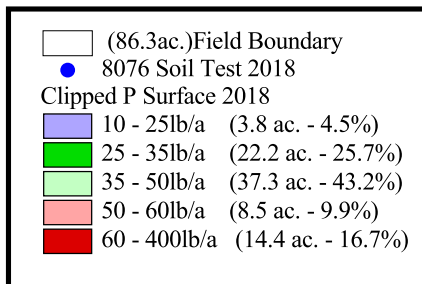 (86.3ac.)Field Boundary
8076 Soil Test 2018
Clipped P Surface 2018
10 - 25lb/a (3.8 ac. - 4.5%)
25 - 35lb/a (22.2 ac. - 25.7%)
35 - 50lb/a (37.3 ac. - 43.2%)
50 - 60lb/a (8.5 ac. - 9.9%)
60 - 400lb/a (14.4 ac. - 16.7%)